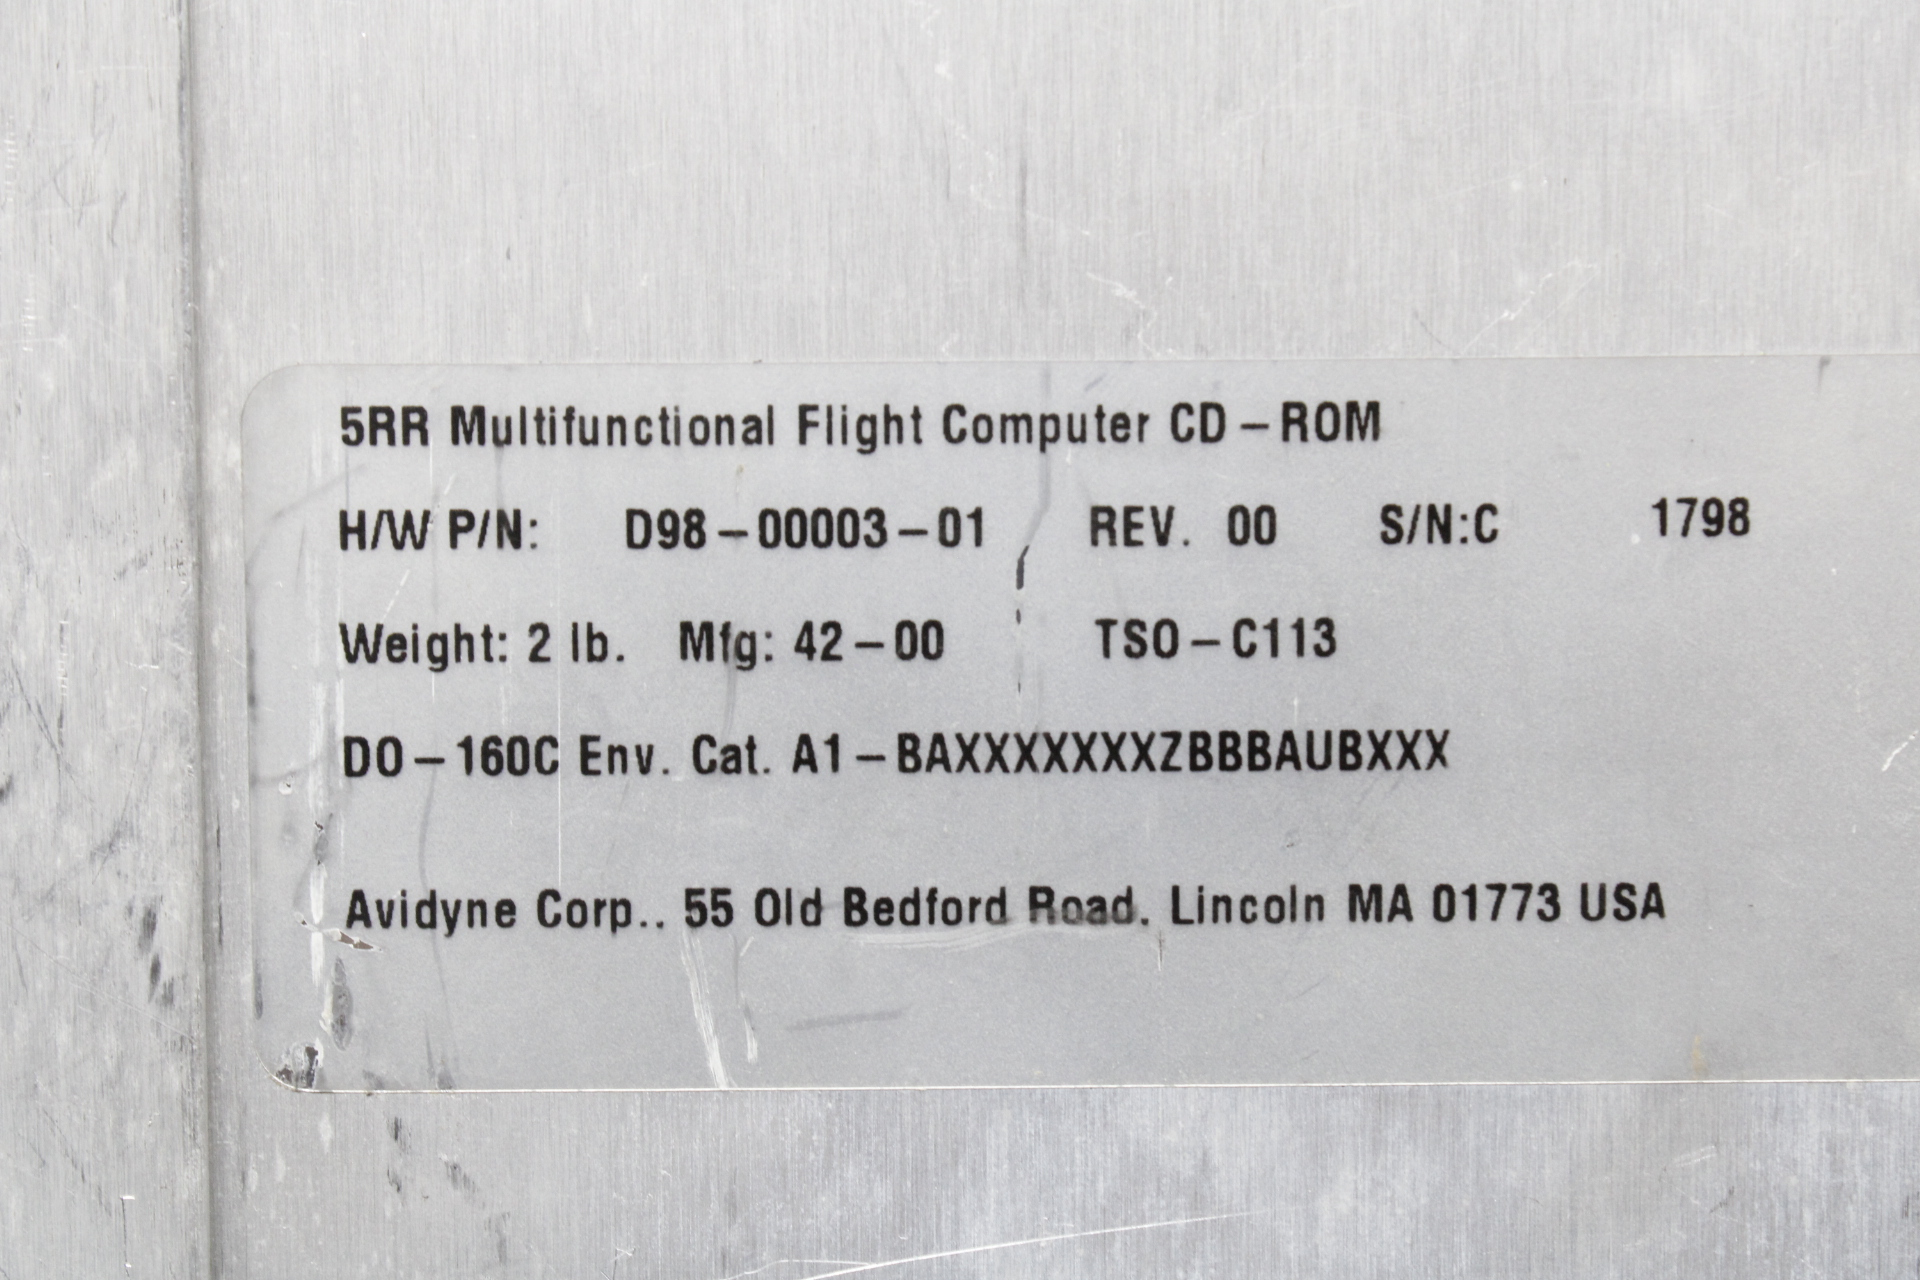 5RR Multifunctional Flight Computer CD-ROM
H/W P/N: D98-00003-01 REV. 00 S/N:C 1798
Weight: 2 lb. Mfg: 42-00 TSO-C113
DO-160C Env. Cat. A1-BAXXXXXXXZBBBAUBXXX
Avidyne Corp.. 55 Old Bedford Road. Lincoln MA 01773 USA